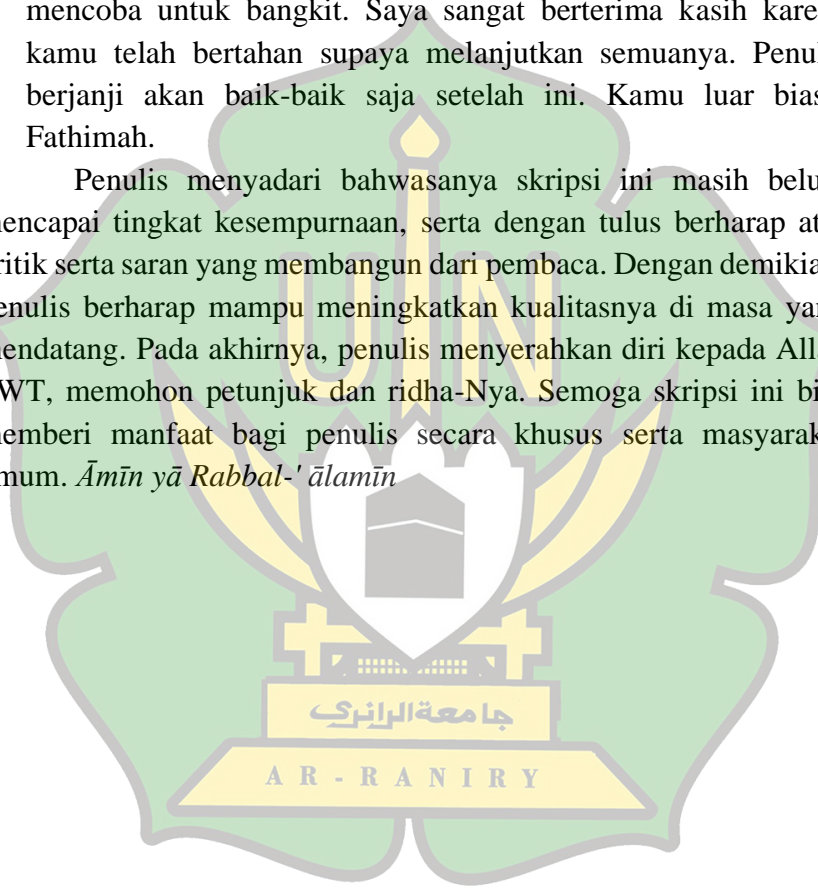 mencoba untuk bangkit. Saya sangat berterima kasih kare
kamu telah bertahan supaya melanjutkan semuanya. Penul
berjanji akan baik-baik saja setelah ini. Kamu luar bias
Fathimah.
Penulis menyadari bahwasanya skripsi ini masih belu
mencapai tingkat kesempurnaan, serta dengan tulus berharap at
ritik serta saran yang membangun dari pembaca. Dengan demikia
enulis berharap mampu meningkatkan kualitasnya di masa yan
mendatang. Pada akhirnya, penulis menyerahkan diri kepada Alla
WT, memohon petunjuk dan ridha-Nya. Semoga skripsi ini bi
memberi manfaat bagi penulis secara khusus serta masyarak
mum. Āmīn yā Rabbal-' ālamīn
UIN
جامعة الرانري
AR-RANIRY